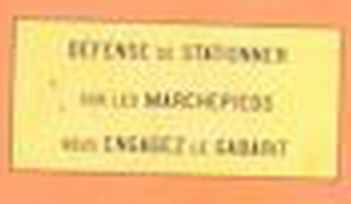 DÉFENSE DE STATIONNER
SUR LES MARCHEPIEDS
VOUS ENGAGEZ LE GABARIT